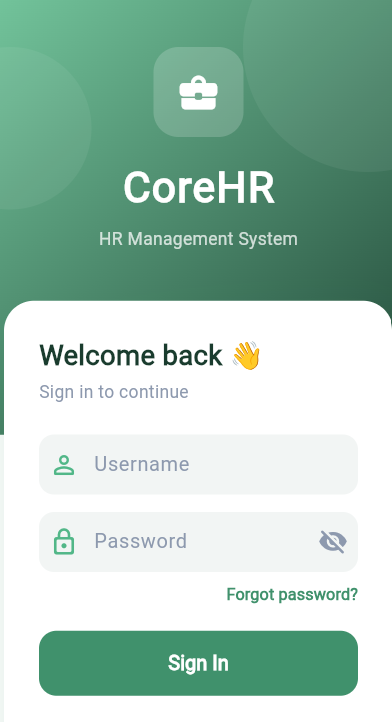 CoreHR
HR Management System
Welcome back 👋
Sign in to continue
Username
Password
Forgot password?
Sign In